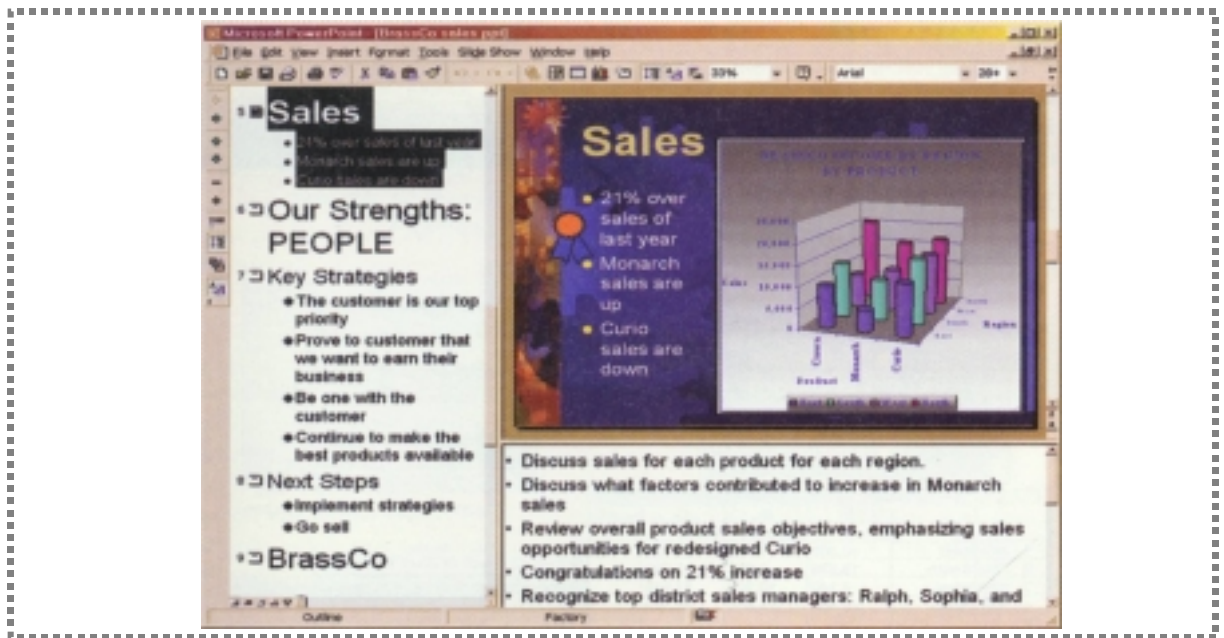 Microsoft PowerPoint - [BrassCo sales.ppt]
File Edit View Insert Format Tools Slide Show Window Help
33% Arial 28
5 Sales
21% over sales of last year
Monarch sales are up
Curio sales are down
6 Our Strengths:
PEOPLE
7 Key Strategies
The customer is our top
priority
Prove to customer that
we want to earn their
business
Be one with the
customer
Continue to make the
best products available
8 Next Steps
Implement strategies
Go sell
9 BrassCo
Sales
21% over
sales of
last year
Monarch
sales are
up
Curio
sales are
down
BY PRODUCT
Region
Monarch
Curio
Product
Discuss sales for each product for each region.
Discuss what factors contributed to increase in Monarch
sales
Review overall product sales objectives, emphasizing sales
opportunities for redesigned Curio
Congratulations on 21% increase
Recognize top district sales managers: Ralph, Sophia, and
Outline Factory